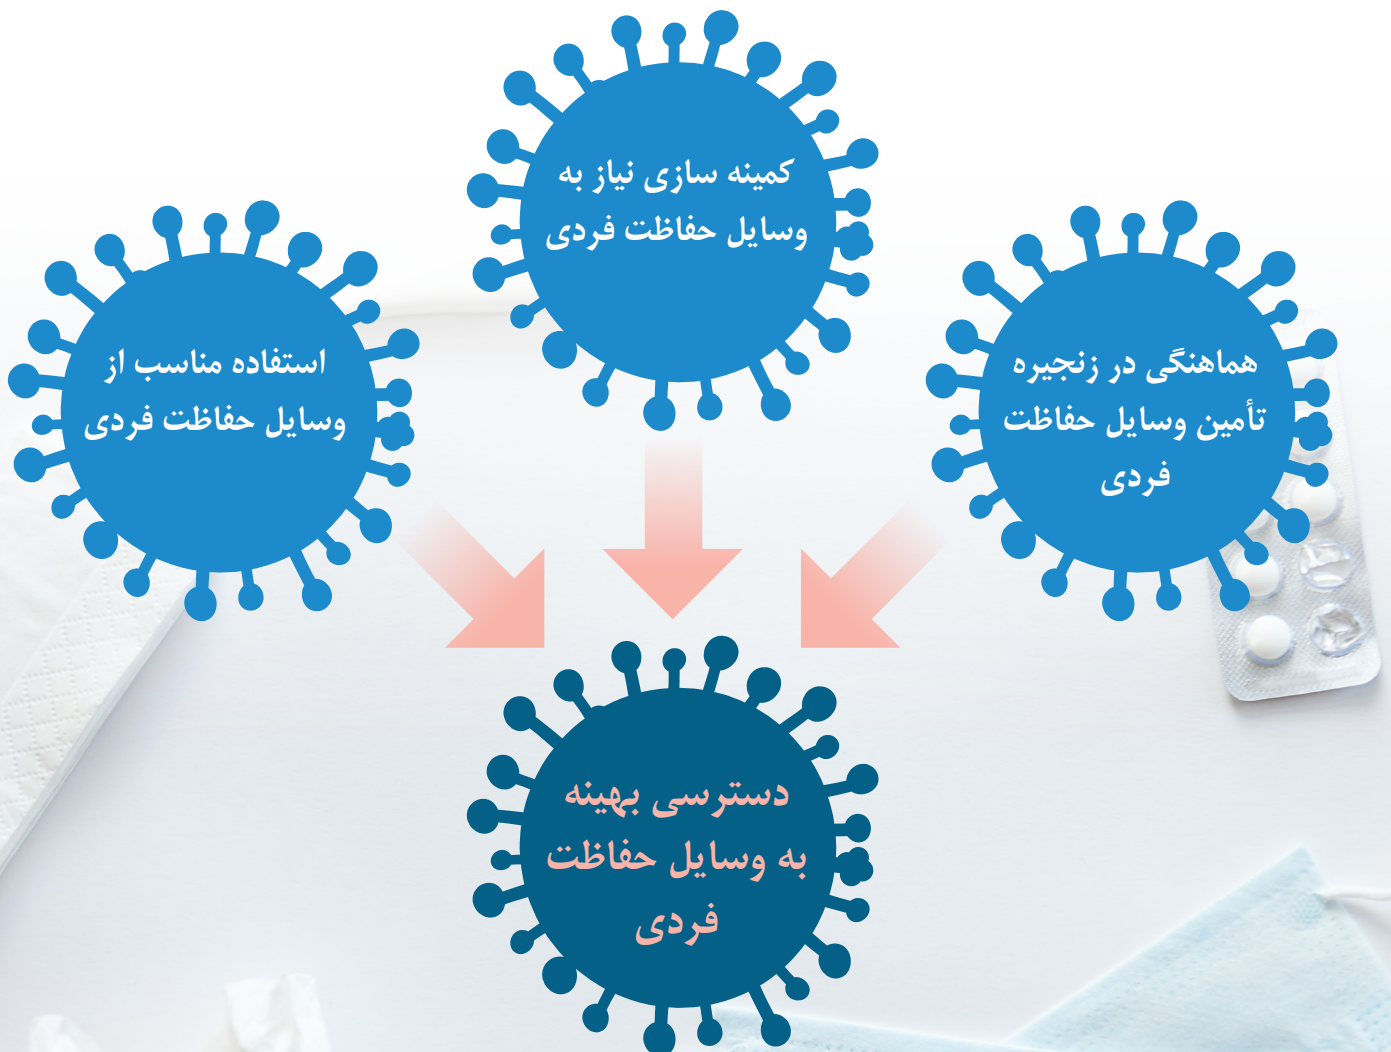 کمینه سازی نیاز به
وسایل حفاظت فردی
هماهنگی در زنجیره
تأمین وسایل حفاظت
فردی
استفاده مناسب از
وسایل حفاظت فردی
دسترسی بهینه
به وسایل حفاظت
فردی